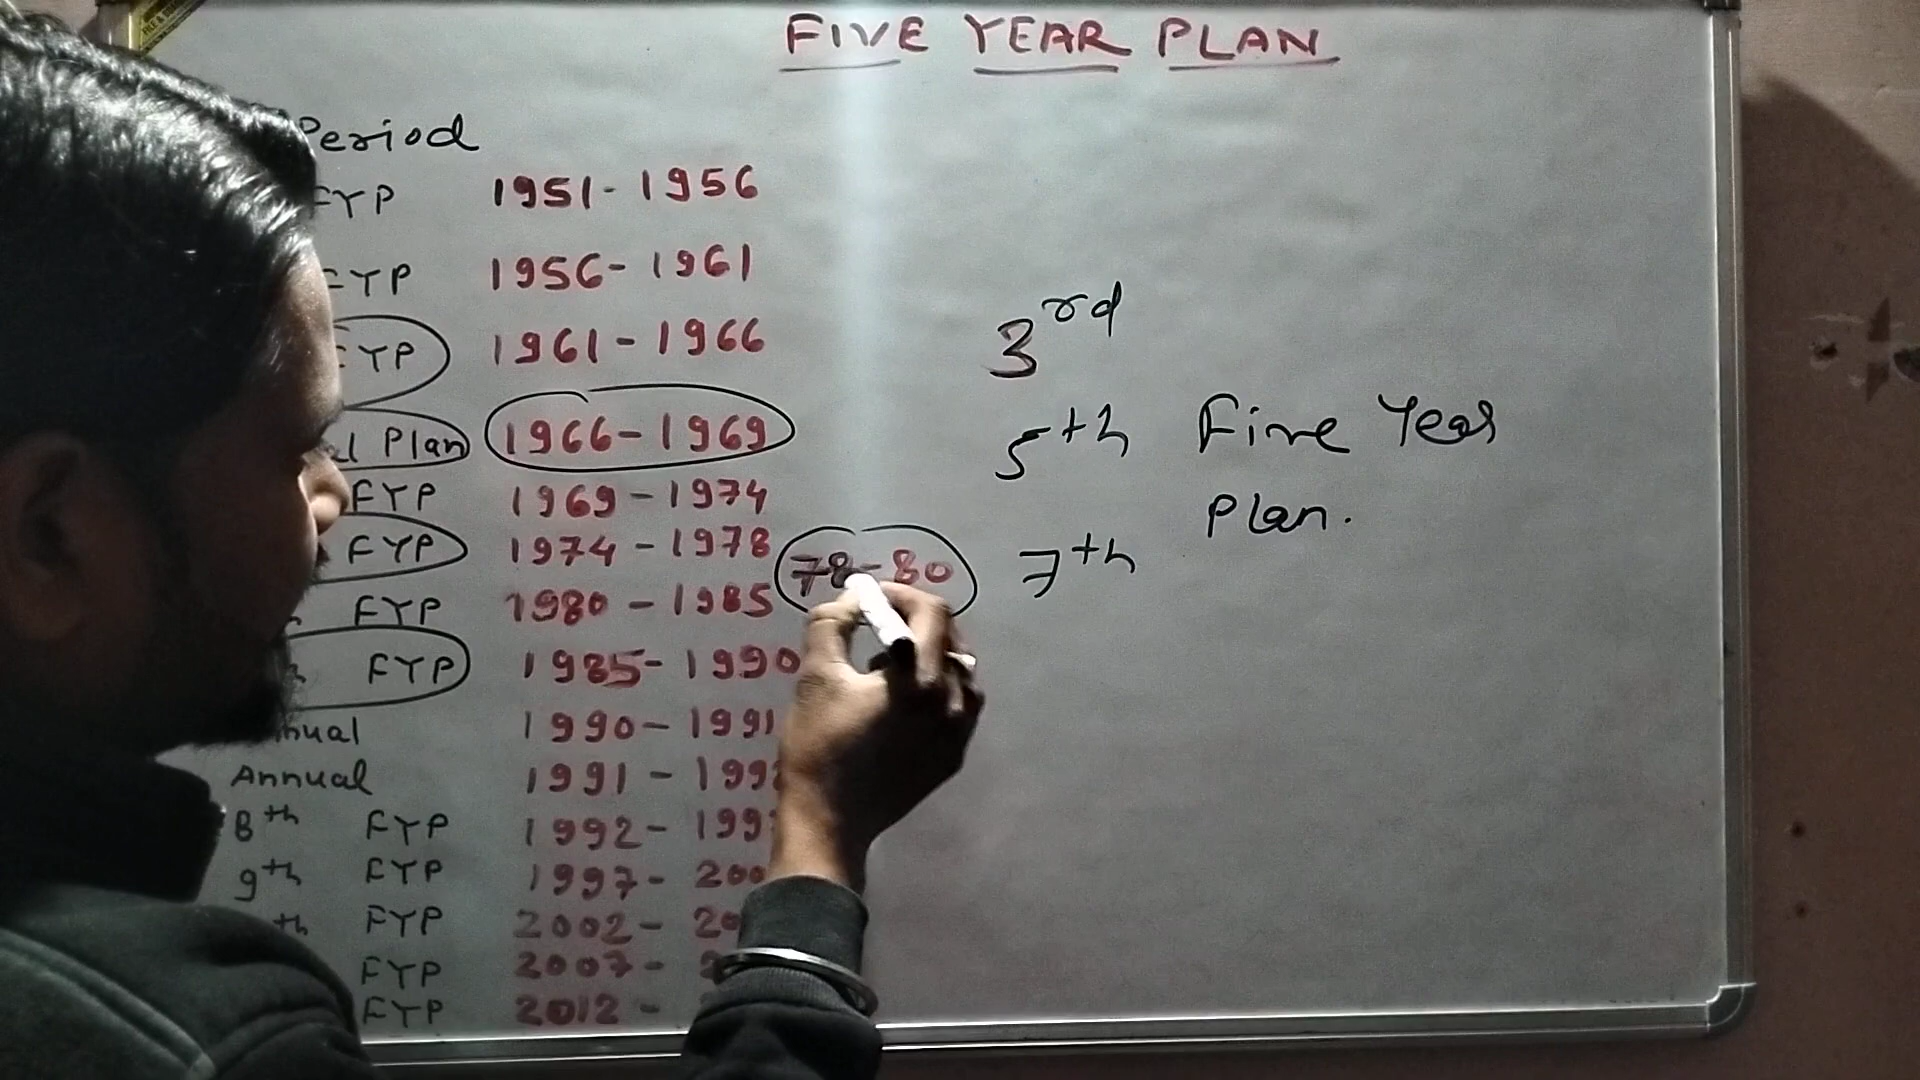 FIVE YEAR PLAN
Period
FYP 1951-1956
FYP 1956-1961
FYP 1961-1966
Plan 1966-1969
FYP 1969-1974
FYP 1974-1978 78-80
FYP 1980-1985
FYP 1985-1990
1990-1991
Annual 1991-
8th FYP 1992-
9th FYP 1997-
FYP 2002-
FYP 2007-
FYP 2012-
3rd
5th Five Year
Plan.
7th